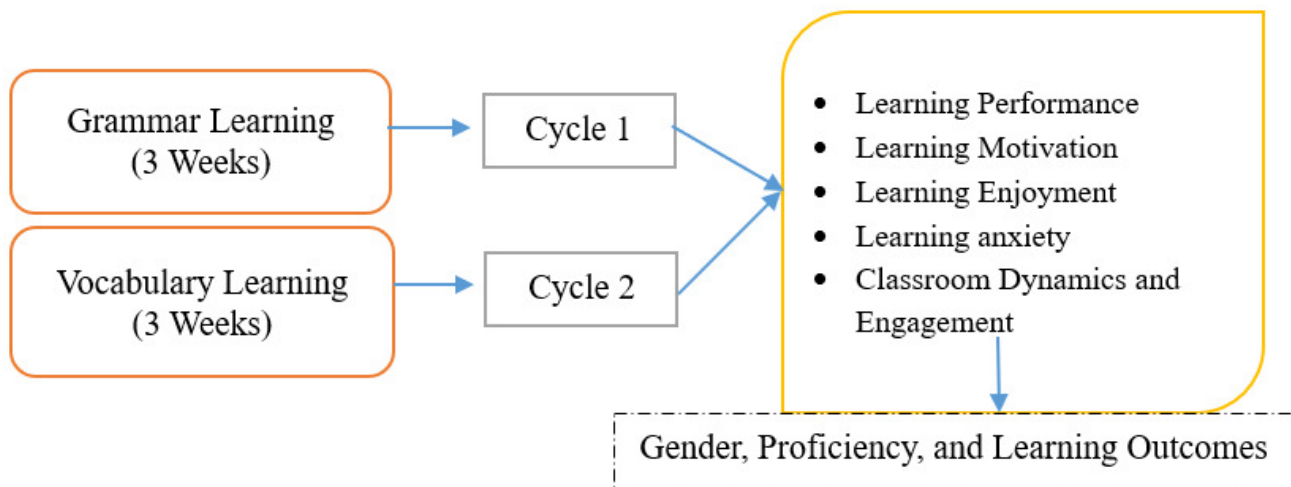 Grammar Learning
(3 Weeks)
Cycle 1
Vocabulary Learning
(3 Weeks)
Cycle 2
• Learning Performance
• Learning Motivation
• Learning Enjoyment
• Learning anxiety
• Classroom Dynamics and
Engagement
Gender, Proficiency, and Learning Outcomes